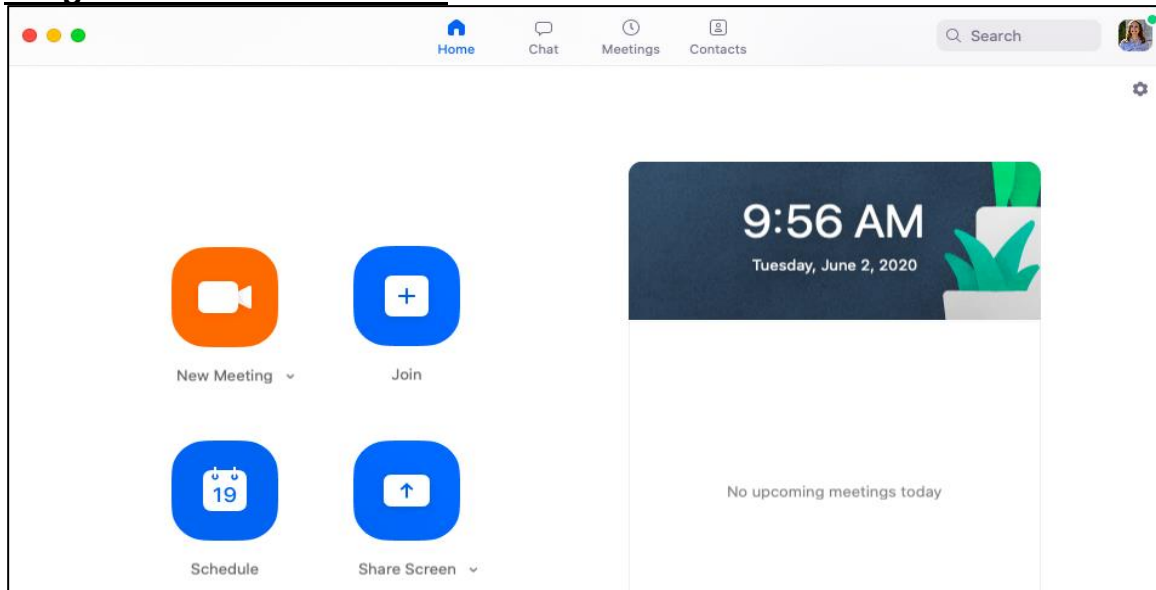 Home Chat Meetings Contacts Search
9:56 AM
Tuesday, June 2, 2020
New Meeting Join
19
Schedule Share Screen
No upcoming meetings today